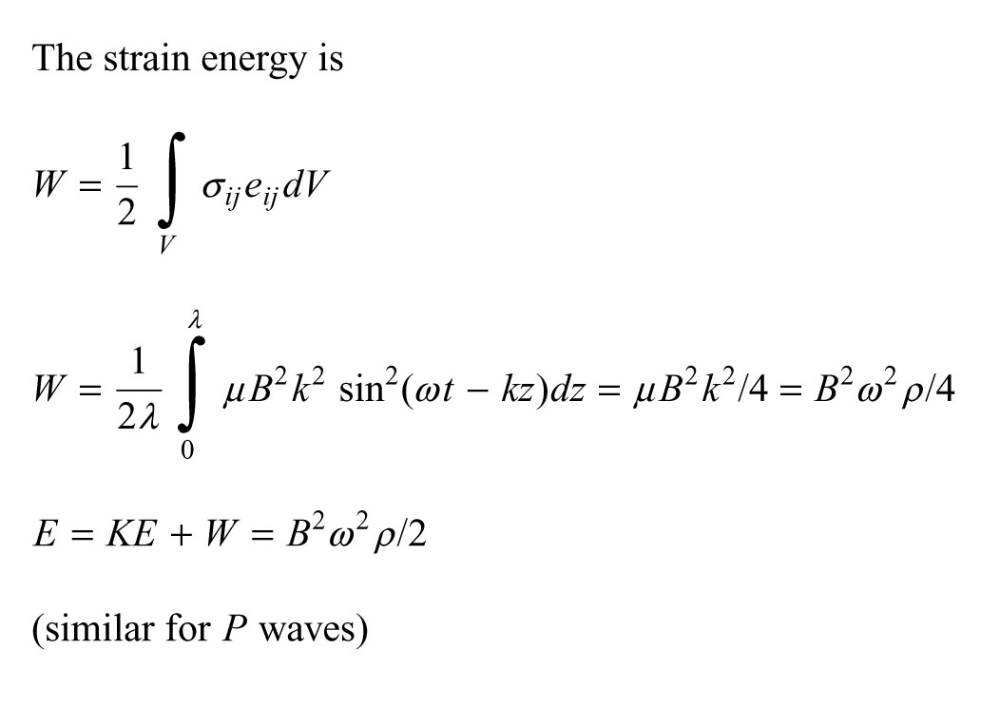 The strain energy is
W = 1/2 ∫_V σ_ij e_ij dV
W = 1/(2λ) ∫_0^λ μB²k² sin²(ωt − kz)dz = μB²k²/4 = B²ω²ρ/4
E = KE + W = B²ω²ρ/2
(similar for P waves)